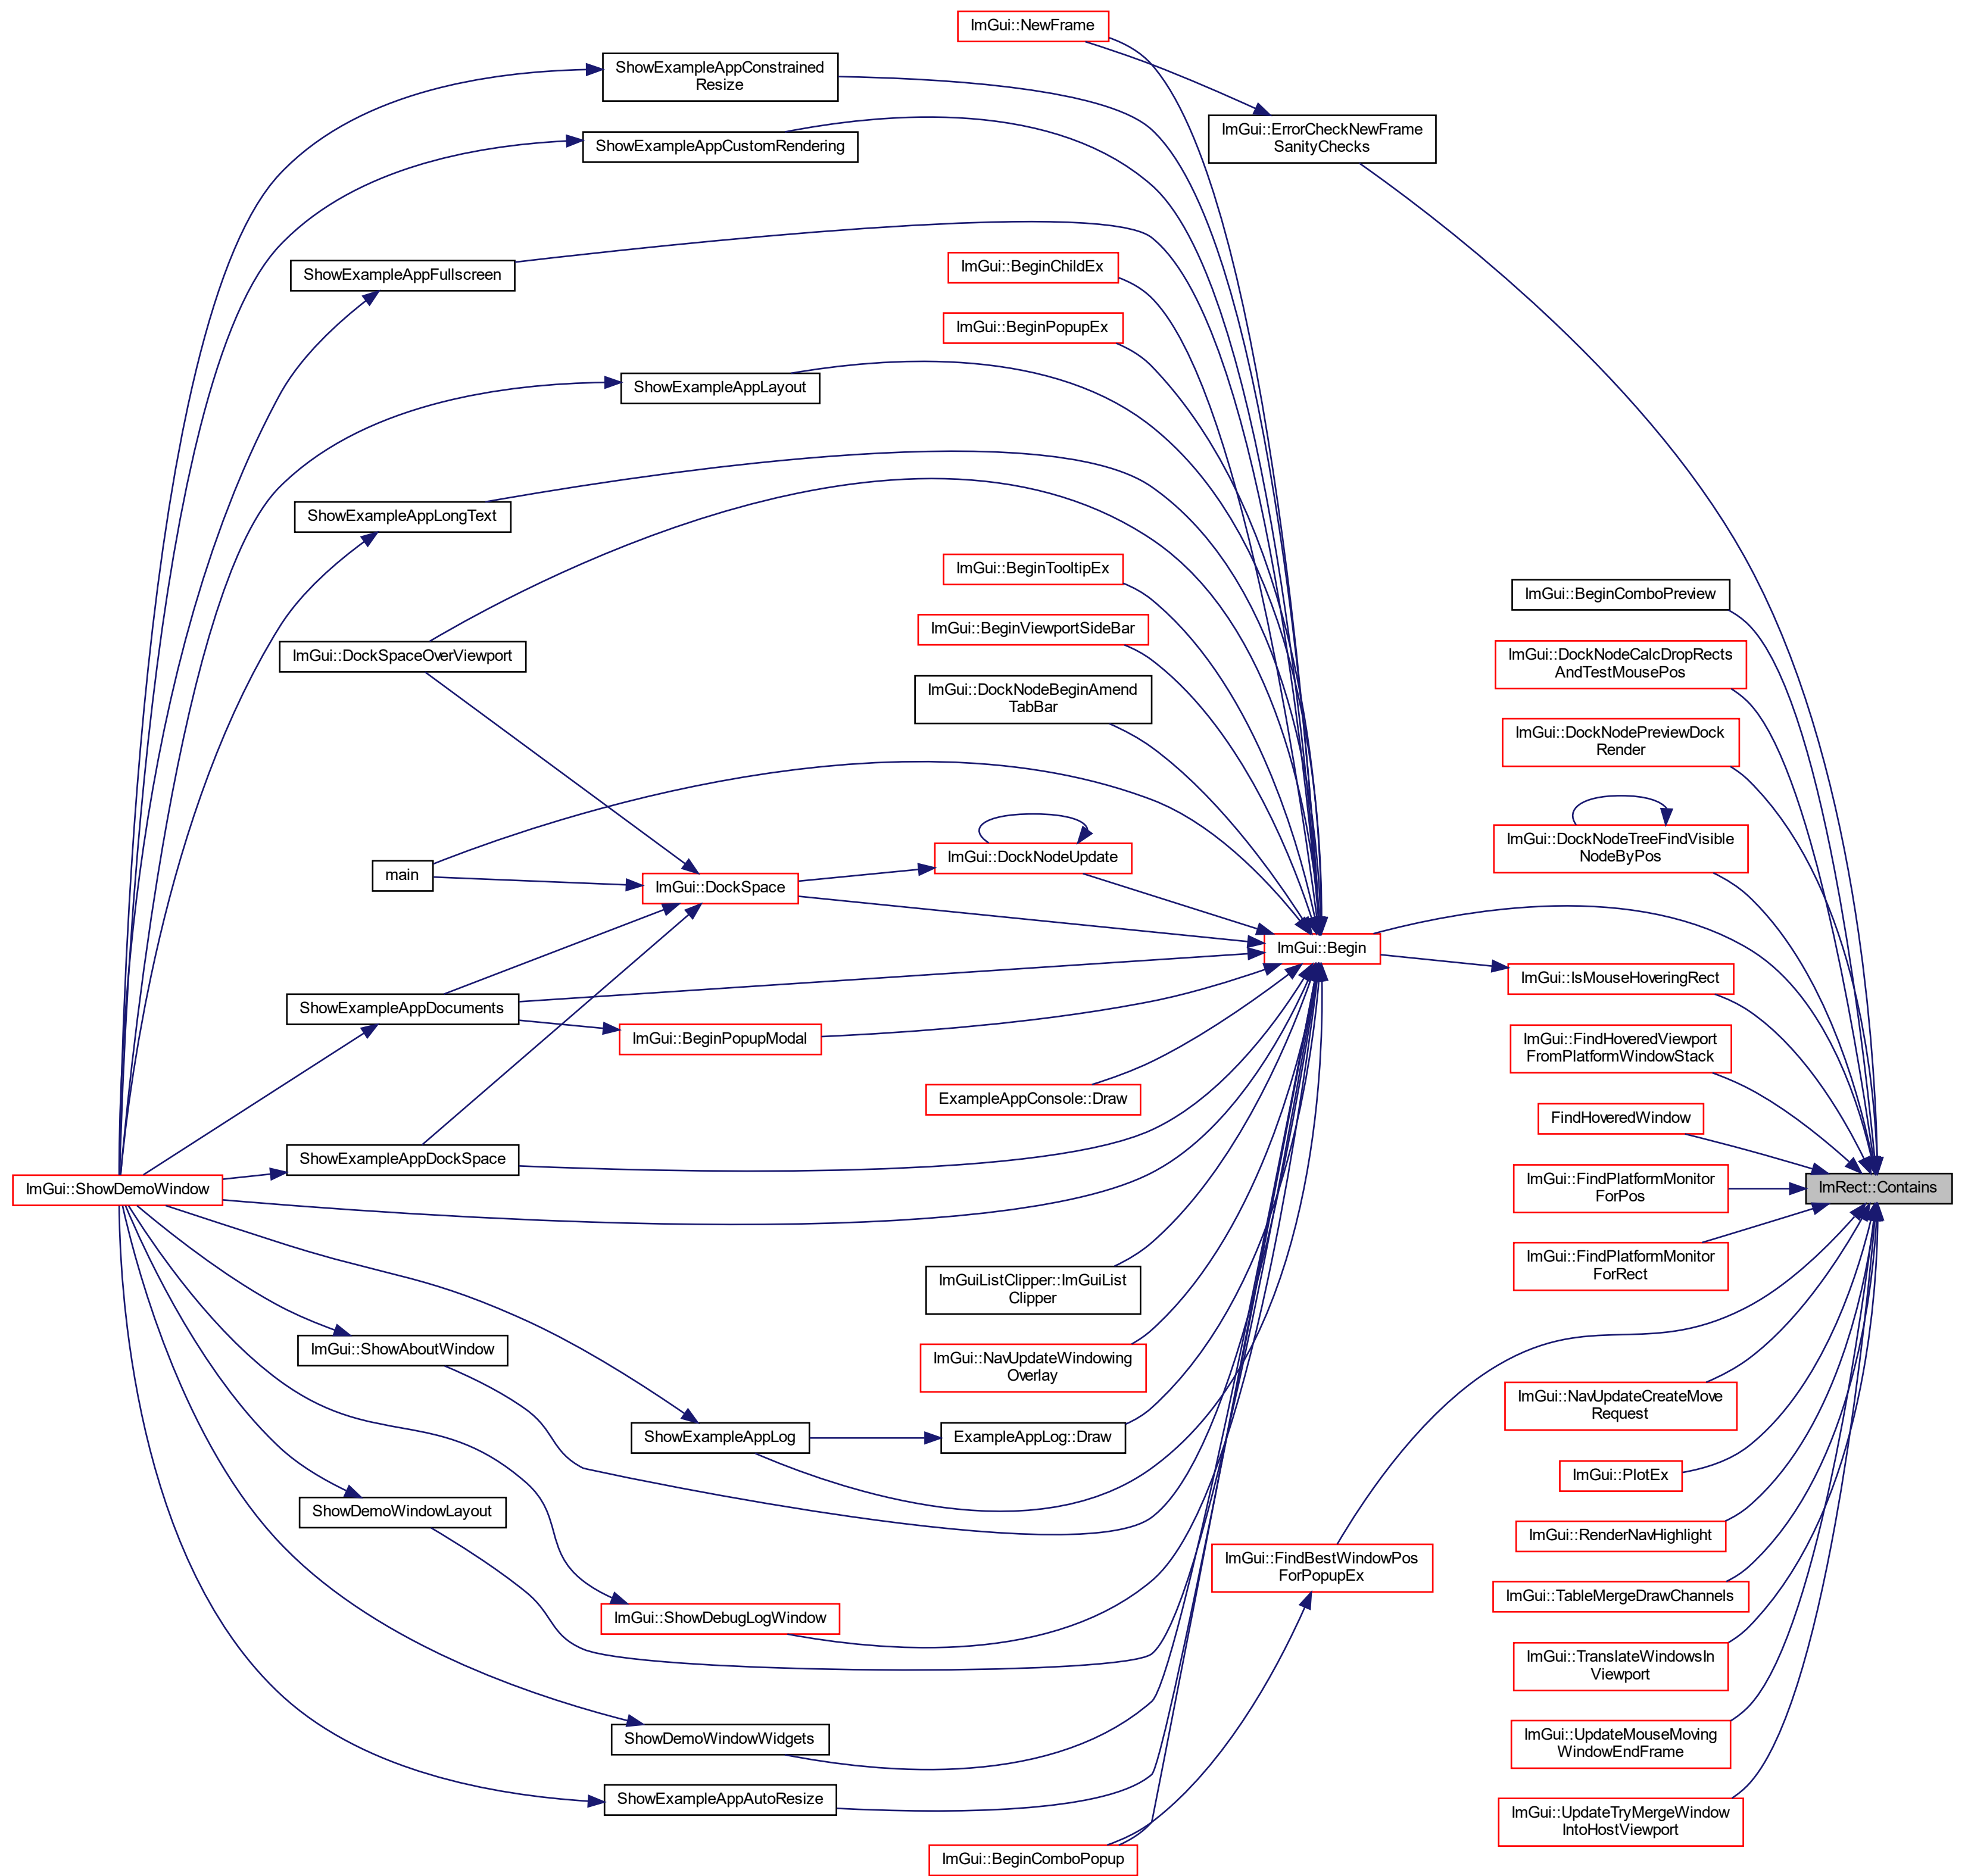 ImGui::NewFrame
ShowExampleAppConstrained
Resize
ImGui::ErrorCheckNewFrame
SanityChecks
ShowExampleAppCustomRendering
ImGui::BeginChildEx
ShowExampleAppFullscreen
ImGui::BeginPopupEx
ShowExampleAppLayout
ShowExampleAppLongText
ImGui::BeginTooltipEx
ImGui::BeginComboPreview
ImGui::BeginViewportSideBar
ImGui::DockSpaceOverViewport
ImGui::DockNodeCalcDropRects
AndTestMousePos
ImGui::DockNodeBeginAmend
TabBar
ImGui::DockNodePreviewDock
Render
ImGui::DockNodeTreeFindVisible
NodeByPos
ImGui::DockNodeUpdate
main
ImGui::DockSpace
ImGui::Begin
ImGui::IsMouseHoveringRect
ShowExampleAppDocuments
ImGui::BeginPopupModal
ImGui::FindHoveredViewport
FromPlatformWindowStack
ExampleAppConsole::Draw
FindHoveredWindow
ShowExampleAppDockSpace
ImGui::ShowDemoWindow
ImGui::FindPlatformMonitor
ForPos
ImRect::Contains
ImGui::FindPlatformMonitor
ForRect
ImGuiListClipper::ImGuiList
Clipper
ImGui::ShowAboutWindow
ImGui::NavUpdateWindowing
Overlay
ImGui::NavUpdateCreateMove
Request
ShowExampleAppLog
ExampleAppLog::Draw
ImGui::PlotEx
ShowDemoWindowLayout
ImGui::RenderNavHighlight
ImGui::FindBestWindowPos
ForPopupEx
ImGui::TableMergeDrawChannels
ImGui::ShowDebugLogWindow
ImGui::TranslateWindowsIn
Viewport
ShowDemoWindowWidgets
ImGui::UpdateMouseMoving
WindowEndFrame
ShowExampleAppAutoResize
ImGui::UpdateTryMergeWindow
IntoHostViewport
ImGui::BeginComboPopup